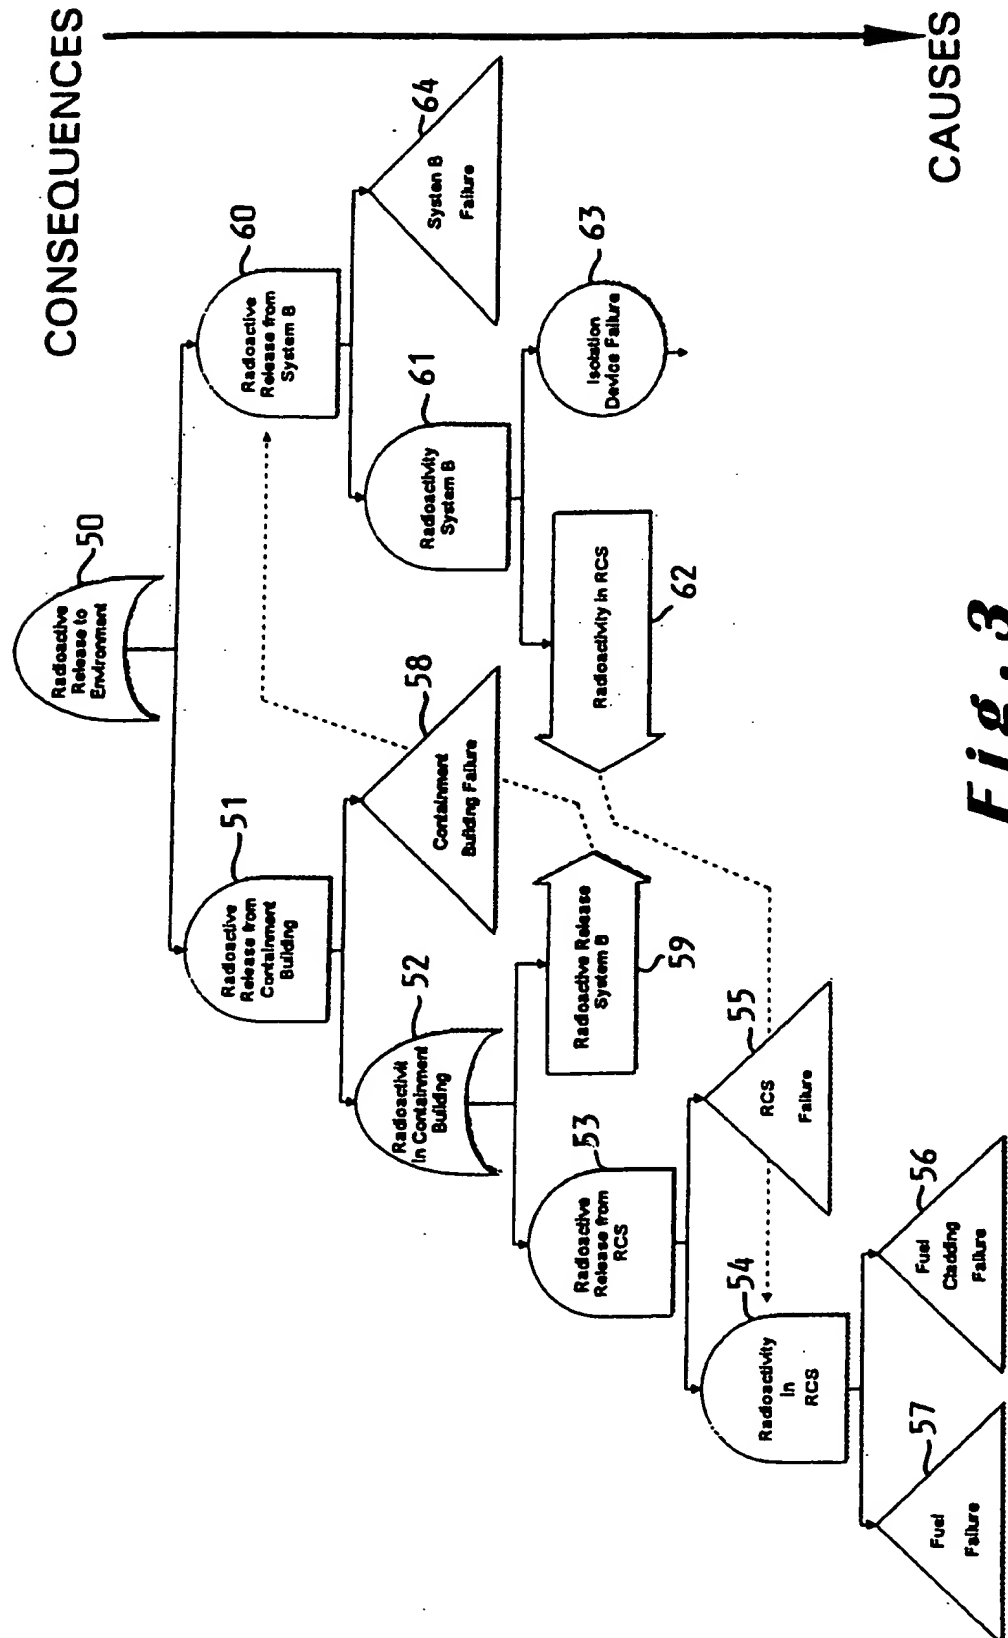 CONSEQUENCES
CAUSES
50
Radioactive
Release to
Environment
51
Radioactive
Release from
Containment
Building
60
Radioactive
Release from
System B
52
Radioactivit
In Containment
Building
58
Containment
Building Failure
61
Radioactivity
System B
64
Systen B
Failure
53
Radioactive
Release from
RCS
59
Radioactive Release
System B
62
Radioactivity in RCS
63
Isolation
Device Failure
54
Radioactivity
In
RCS
55
RCS
Failure
57
Fuel
Failure
56
Fuel
Cladding
Failure
Fig. 3